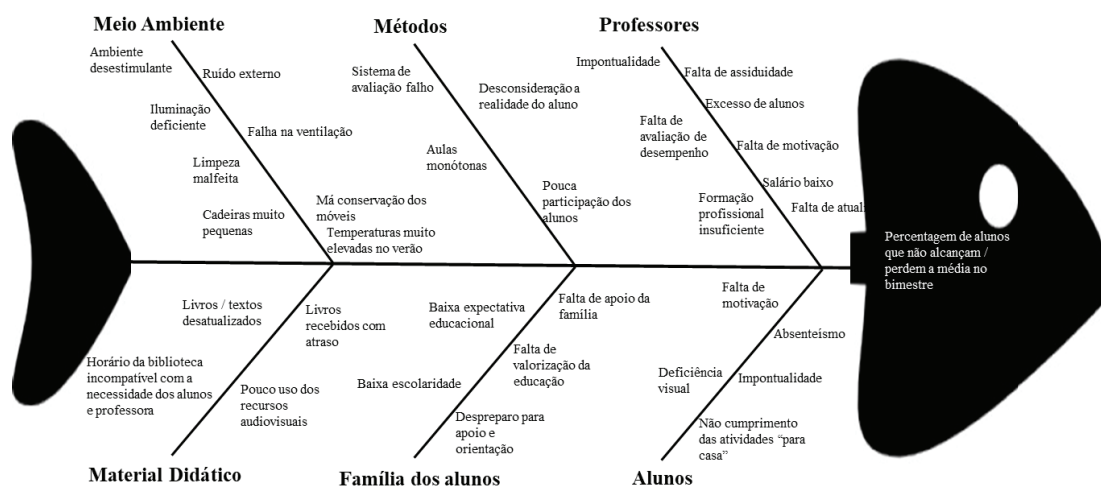 Meio Ambiente
Ambiente
desestimulante
Ruído externo
Iluminação
deficiente
Falha na ventilação
Limpeza
malfeita
Cadeiras muito
pequenas
Má conservação dos
móveis
Temperaturas muito
elevadas no verão
Métodos
Sistema de
avaliação falho
Desconsideração a
realidade do aluno
Aulas
monótonas
Pouca
participação dos
alunos
Professores
Impontualidade
Falta de assiduidade
Excesso de alunos
Falta de
avaliação de
desempenho
Falta de motivação
Salário baixo
Formação
profissional
insuficiente
Falta de
Percentagem de alunos
que não alcançam /
perdem a média no
bimestre
Livros / textos
desatualizados
Livros
recebidos com
atraso
Horário da biblioteca
incompatível com a
necessidade dos alunos
e professora
Pouco uso dos
recursos
audiovisuais
Material Didático
Baixa expectativa
educacional
Falta de apoio da
família
Falta de
valorização da
educação
Baixa escolaridade
Despreparo para
apoio e
orientação
Família dos alunos
Falta de
motivação
Absenteísmo
Deficiência
visual
Impontualidade
Não cumprimento
das atividades “para
casa”
Alunos